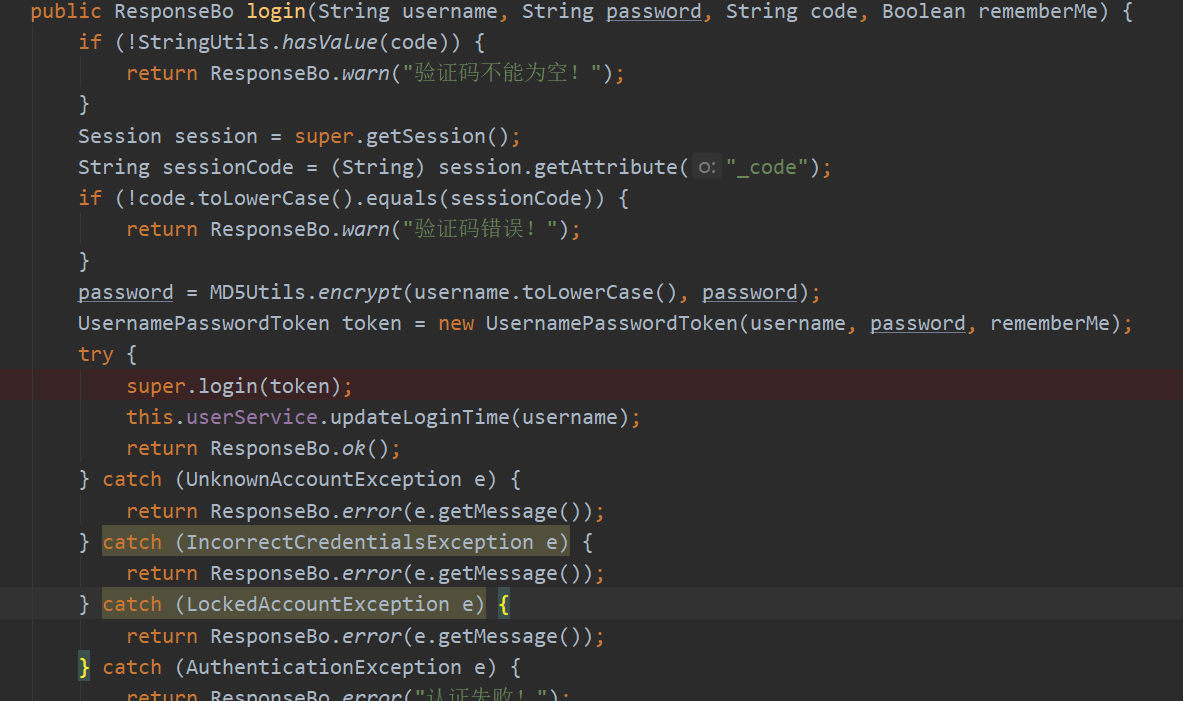 public ResponseBo login(String username, String password, String code, Boolean rememberMe) {
if (!StringUtils.hasValue(code)) {
return ResponseBo.warn("验证码不能为空！");
}
Session session = super.getSession();
String sessionCode = (String) session.getAttribute( o: "_code");
if (!code.toLowerCase().equals(sessionCode)) {
return ResponseBo.warn("验证码错误！");
}
password = MD5Utils.encrypt(username.toLowerCase(), password);
UsernamePasswordToken token = new UsernamePasswordToken(username, password, rememberMe);
try {
super.login(token);
this.userService.updateLoginTime(username);
return ResponseBo.ok();
} catch (UnknownAccountException e) {
return ResponseBo.error(e.getMessage());
} catch (IncorrectCredentialsException e) {
return ResponseBo.error(e.getMessage());
} catch (LockedAccountException e) {
return ResponseBo.error(e.getMessage());
} catch (AuthenticationException e) {
return ResponseBo.error("认证失败！");